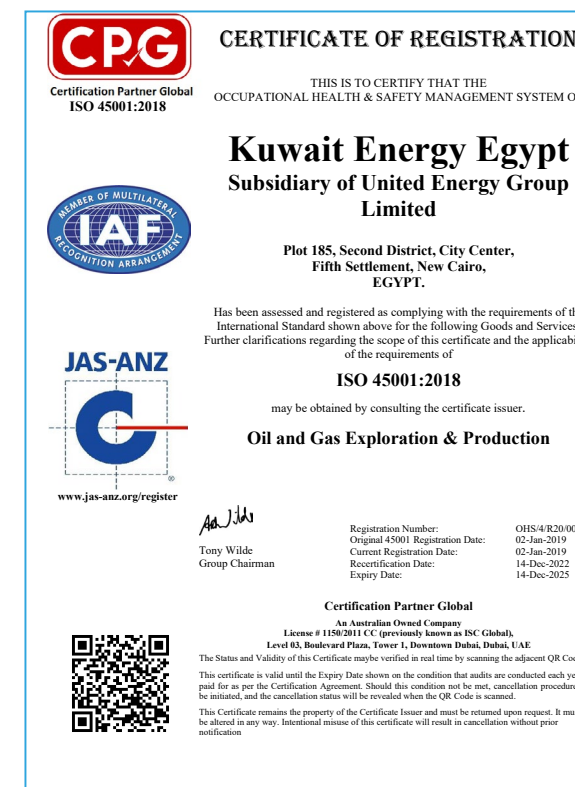 CPG
Certification Partner Global
ISO 45001:2018
CERTIFICATE OF REGISTRATION
THIS IS TO CERTIFY THAT THE
OCCUPATIONAL HEALTH & SAFETY MANAGEMENT SYSTEM O
Kuwait Energy Egypt
Subsidiary of United Energy Group
Limited
MEMBER OF MULTILATERAL
IAF
RECOGNITION ARRANGEMENT
Plot 185, Second District, City Center,
Fifth Settlement, New Cairo,
EGYPT.
Has been assessed and registered as complying with the requirements of th
International Standard shown above for the following Goods and Services
Further clarifications regarding the scope of this certificate and the applicabi
of the requirements of
ISO 45001:2018
may be obtained by consulting the certificate issuer.
Oil and Gas Exploration & Production
JAS-ANZ
®
www.jas-anz.org/register
Tony Wilde
Group Chairman
Registration Number: OHS/4/R20/00
Original 45001 Registration Date: 02-Jan-2019
Current Registration Date: 02-Jan-2019
Recertification Date: 14-Dec-2022
Expiry Date: 14-Dec-2025
Certification Partner Global
An Australian Owned Company
License # 1150/2011 CC (previously known as ISC Global),
Level 03, Boulevard Plaza, Tower 1, Downtown Dubai, Dubai, UAE
The Status and Validity of this Certificate maybe verified in real time by scanning the adjacent QR Cod
This certificate is valid until the Expiry Date shown on the condition that audits are conducted each ye
paid for as per the Certification Agreement. Should this condition not be met, cancellation procedure
be initiated, and the cancellation status will be revealed when the QR Code is scanned.
This Certificate remains the property of the Certificate Issuer and must be returned upon request. It mu
be altered in any way. Intentional misuse of this certificate will result in cancellation without prior
notification